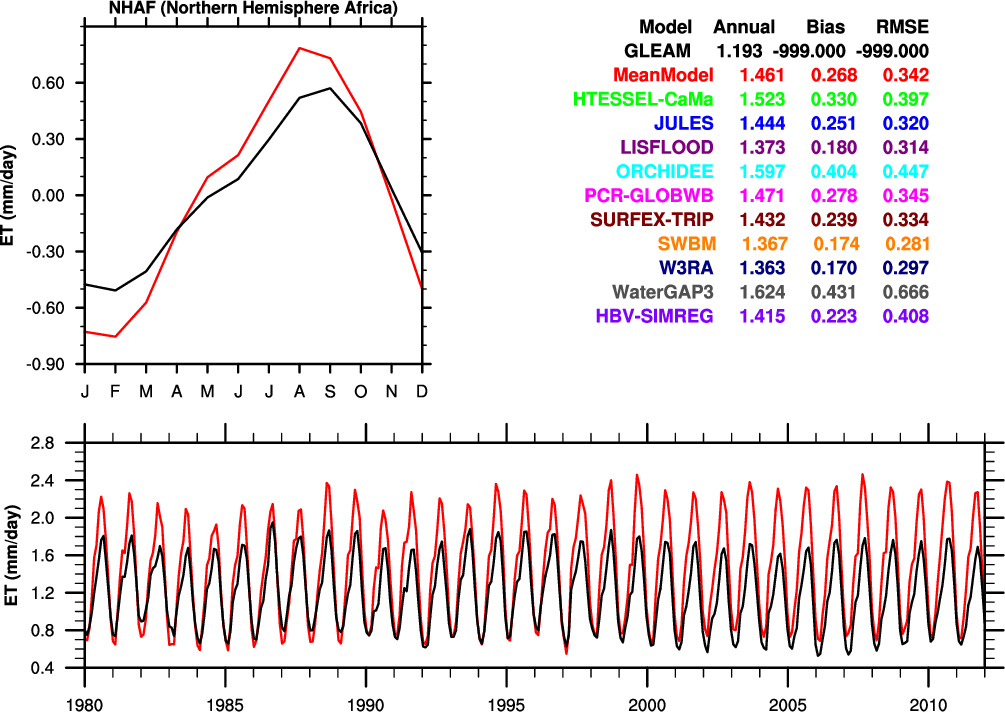 NHAF (Northern Hemisphere Africa)
ET (mm/day)
0.60
0.30
0.00
-0.30
-0.60
-0.90
J F M A M J J A S O N D
Model Annual Bias RMSE
GLEAM 1.193 -999.000 -999.000
MeanModel 1.461 0.268 0.342
HTESSEL-CaMa 1.523 0.330 0.397
JULES 1.444 0.251 0.320
LISFLOOD 1.373 0.180 0.314
ORCHIDEE 1.597 0.404 0.447
PCR-GLOBWB 1.471 0.278 0.345
SURFEX-TRIP 1.432 0.239 0.334
SWBM 1.367 0.174 0.281
W3RA 1.363 0.170 0.297
WaterGAP3 1.624 0.431 0.666
HBV-SIMREG 1.415 0.223 0.408
ET (mm/day)
2.8
2.4
2.0
1.6
1.2
0.8
0.4
1980 1985 1990 1995 2000 2005 2010